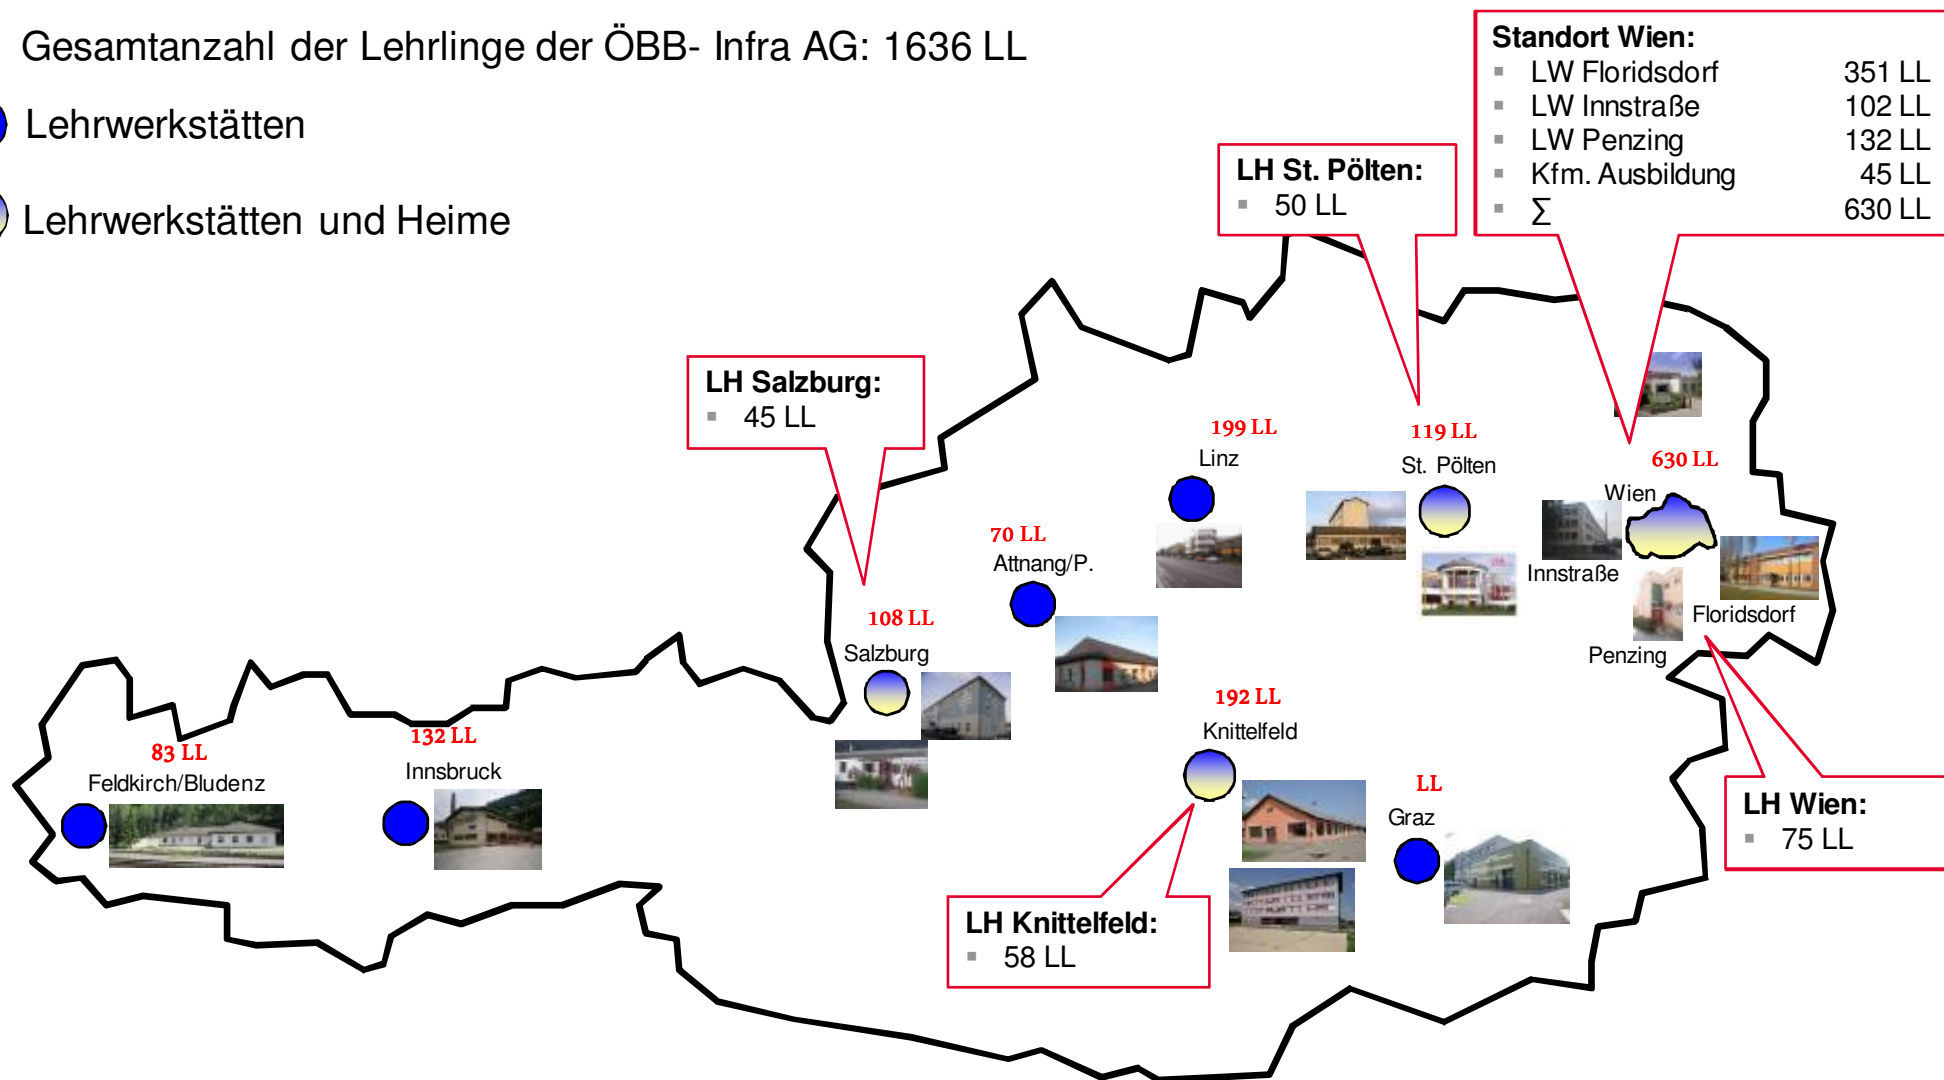 Gesamtanzahl der Lehrlinge der ÖBB- Infra AG: 1636 LL
Lehrwerkstätten
Lehrwerkstätten und Heime
Standort Wien:
▪ LW Floridsdorf 351 LL
▪ LW Innstraße 102 LL
▪ LW Penzing 132 LL
▪ Kfm. Ausbildung 45 LL
▪ ∑ 630 LL
LH St. Pölten:
▪ 50 LL
LH Salzburg:
▪ 45 LL
199 LL
Linz
119 LL
St. Pölten
630 LL
Wien
70 LL
Attnang/P.
Innstraße
Floridsdorf
Penzing
108 LL
Salzburg
192 LL
Knittelfeld
83 LL
Feldkirch/Bludenz
132 LL
Innsbruck
LL
Graz
LH Wien:
▪ 75 LL
LH Knittelfeld:
▪ 58 LL